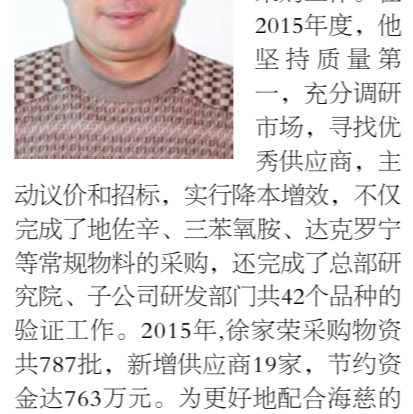 2015年度，他
坚持质量第
一，充分调研
市场，寻找优
秀供应商，主
动议价和招标，实行降本增效，不仅
完成了地佐辛、三苯氧胺、达克罗宁
等常规物料的采购，还完成了总部研
究院、子公司研发部门共42个品种的
验证工作。2015年,徐家荣采购物资
共787批，新增供应商19家，节约资
金达763万元。为更好地配合海慈的